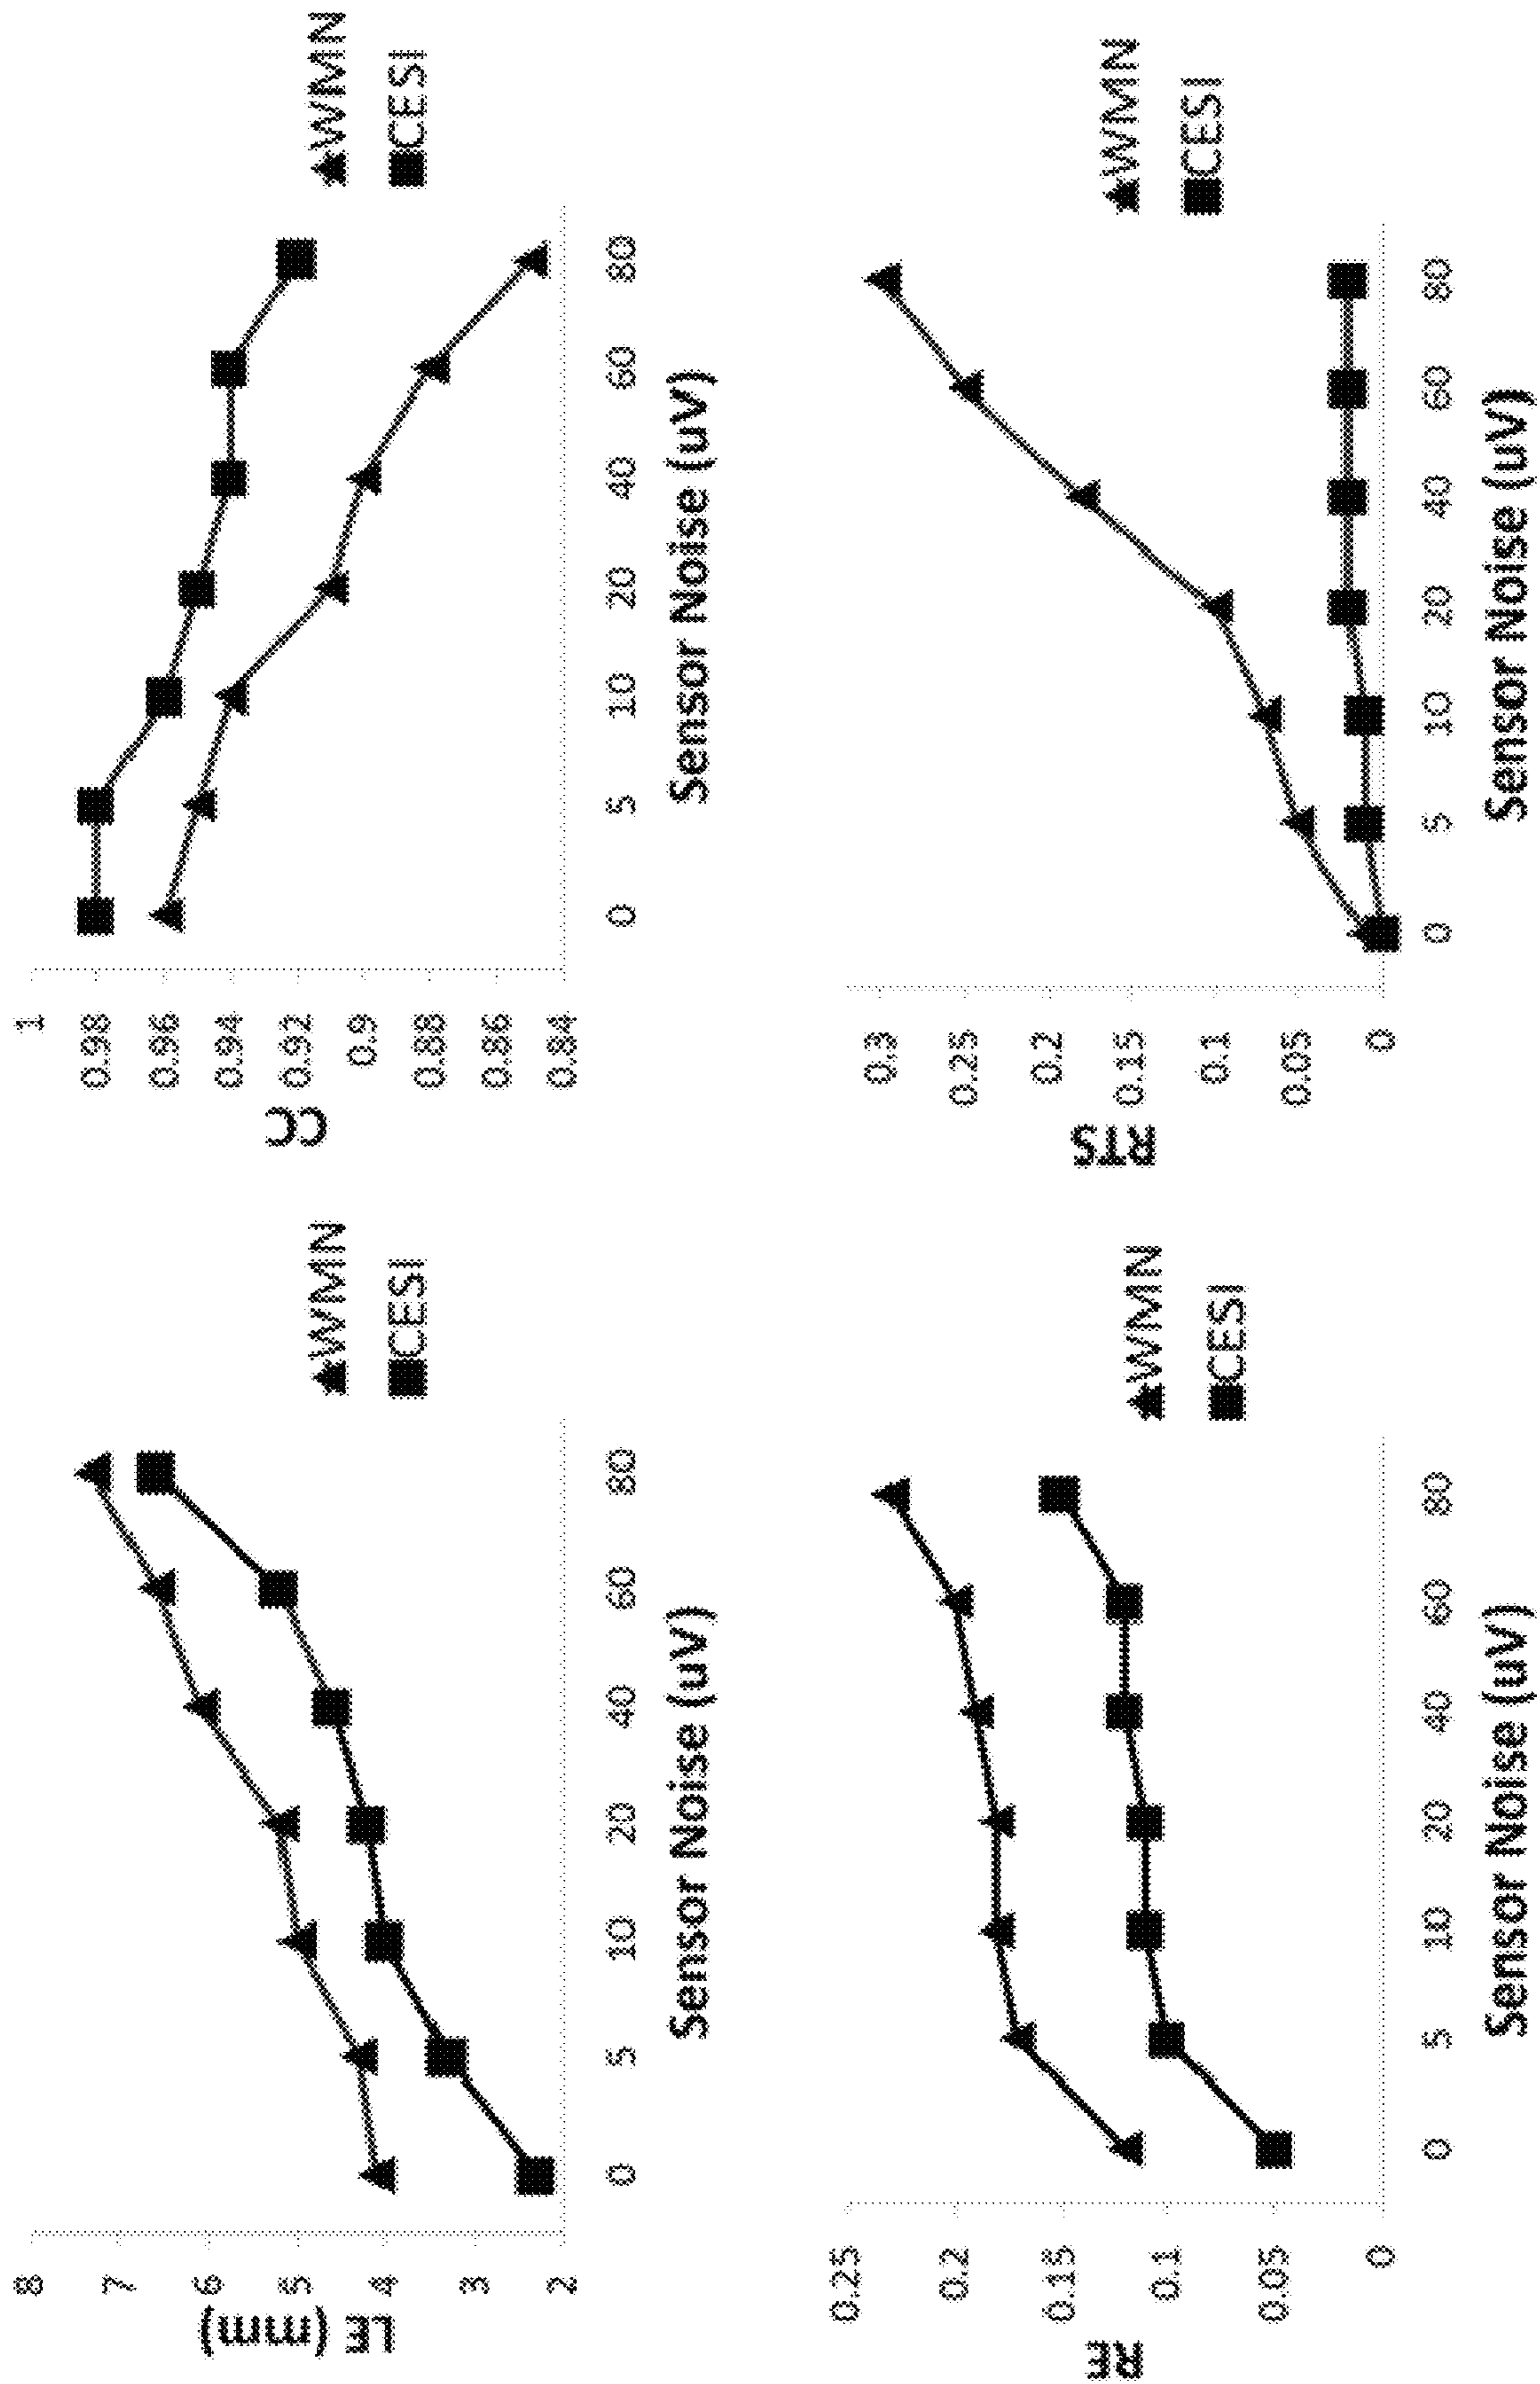 LE (mm)
8
7
6
5
4
3
2
0 5 10 20 40 60 80
Sensor Noise (uV)
WMN
CESI
CC
1
0.98
0.96
0.94
0.92
0.9
0.88
0.86
0.84
0 5 10 20 40 60 80
Sensor Noise (uV)
WMN
CESI
RE
0.25
0.2
0.15
0.1
0.05
0
0 5 10 20 40 60 80
Sensor Noise (uV)
WMN
CESI
RTS
0.3
0.25
0.2
0.15
0.1
0.05
0
0 5 10 20 40 60 80
Sensor Noise (uV)
WMN
CESI